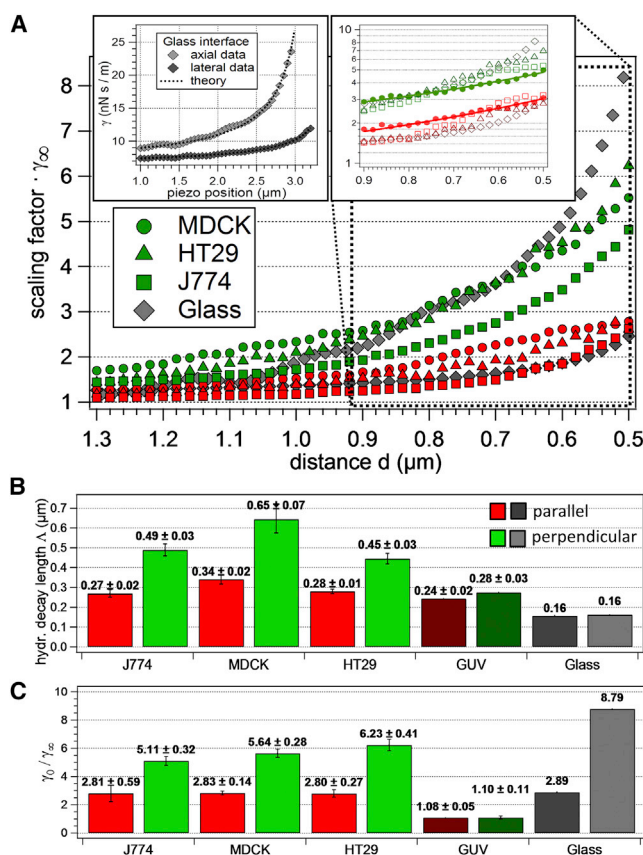 A
Glass interface
axial data
lateral data
theory
γ (nN s / m)
25
20
15
10
1.0 1.5 2.0 2.5 3.0
piezo position (µm)
10
8
7
6
5
4
3
2
1
0.9 0.8 0.7 0.6 0.5
scaling factor · γ∞
8
7
6
5
4
3
2
1
MDCK
HT29
J774
Glass
1.3 1.2 1.1 1.0 0.9 0.8 0.7 0.6 0.5
distance d (µm)
B
hydr. decay length Λ (µm)
0.7
0.6
0.5
0.4
0.3
0.2
0.1
0.0
parallel
perpendicular
0.27 ± 0.02
0.49 ± 0.03
0.34 ± 0.02
0.65 ± 0.07
0.28 ± 0.01
0.45 ± 0.03
0.24 ± 0.02
0.28 ± 0.03
0.16
0.16
J774 MDCK HT29 GUV Glass
C
γ0 / γ∞
10
8
6
4
2
0
2.81 ± 0.59
5.11 ± 0.32
2.83 ± 0.14
5.64 ± 0.28
2.80 ± 0.27
6.23 ± 0.41
1.08 ± 0.05
1.10 ± 0.11
2.89
8.79
J774 MDCK HT29 GUV Glass